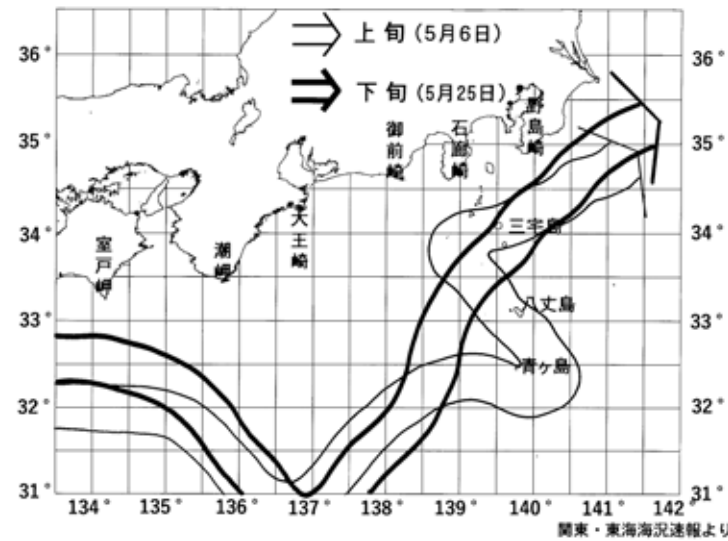 上旬(5月6日)
下旬(5月25日)
36°
35°
34°
33°
32°
31°
36°
35°
34°
33°
32°
31°
御前崎
石廊崎
野島崎
大王崎
潮岬
室戸岬
三宅島
八丈島
青ヶ島
134°
135°
136°
137°
138°
139°
140°
141°
142°
関東・東海海況速報より